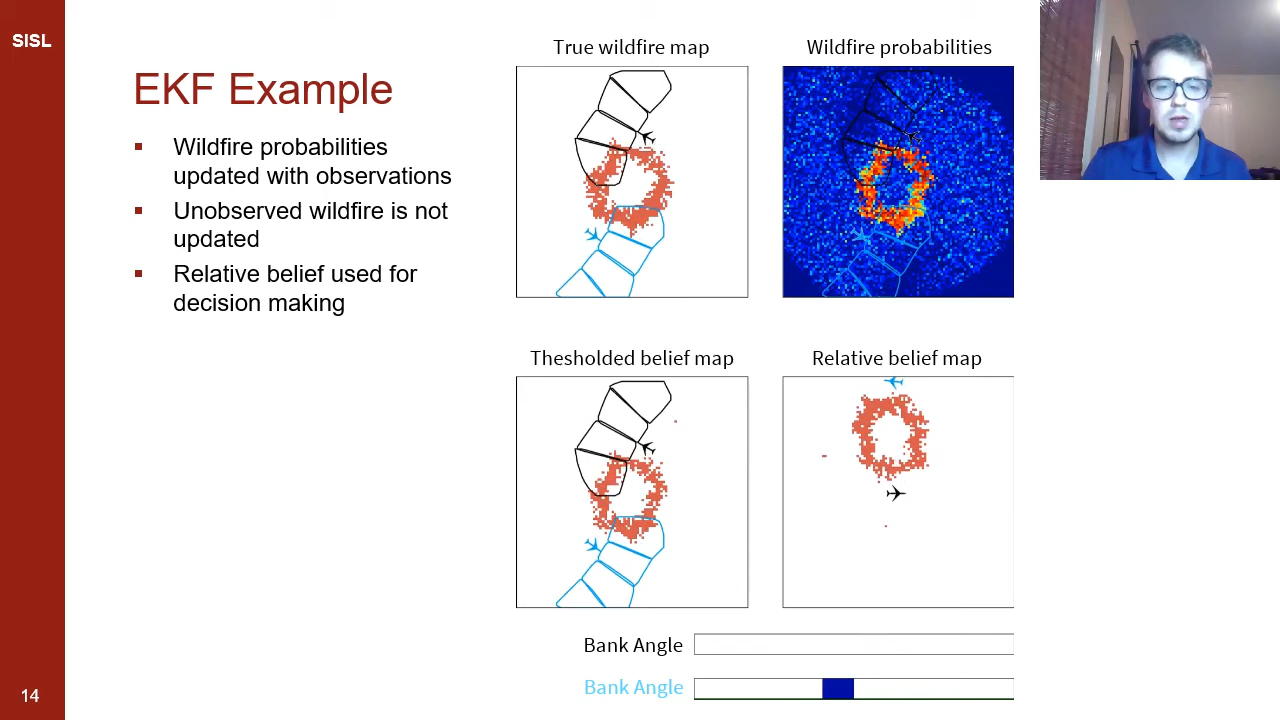 SISL
EKF Example
Wildfire probabilities
updated with observations
Unobserved wildfire is not
updated
Relative belief used for
decision making
True wildfire map
Wildfire probabilities
Thesholded belief map
Relative belief map
Bank Angle
Bank Angle
14